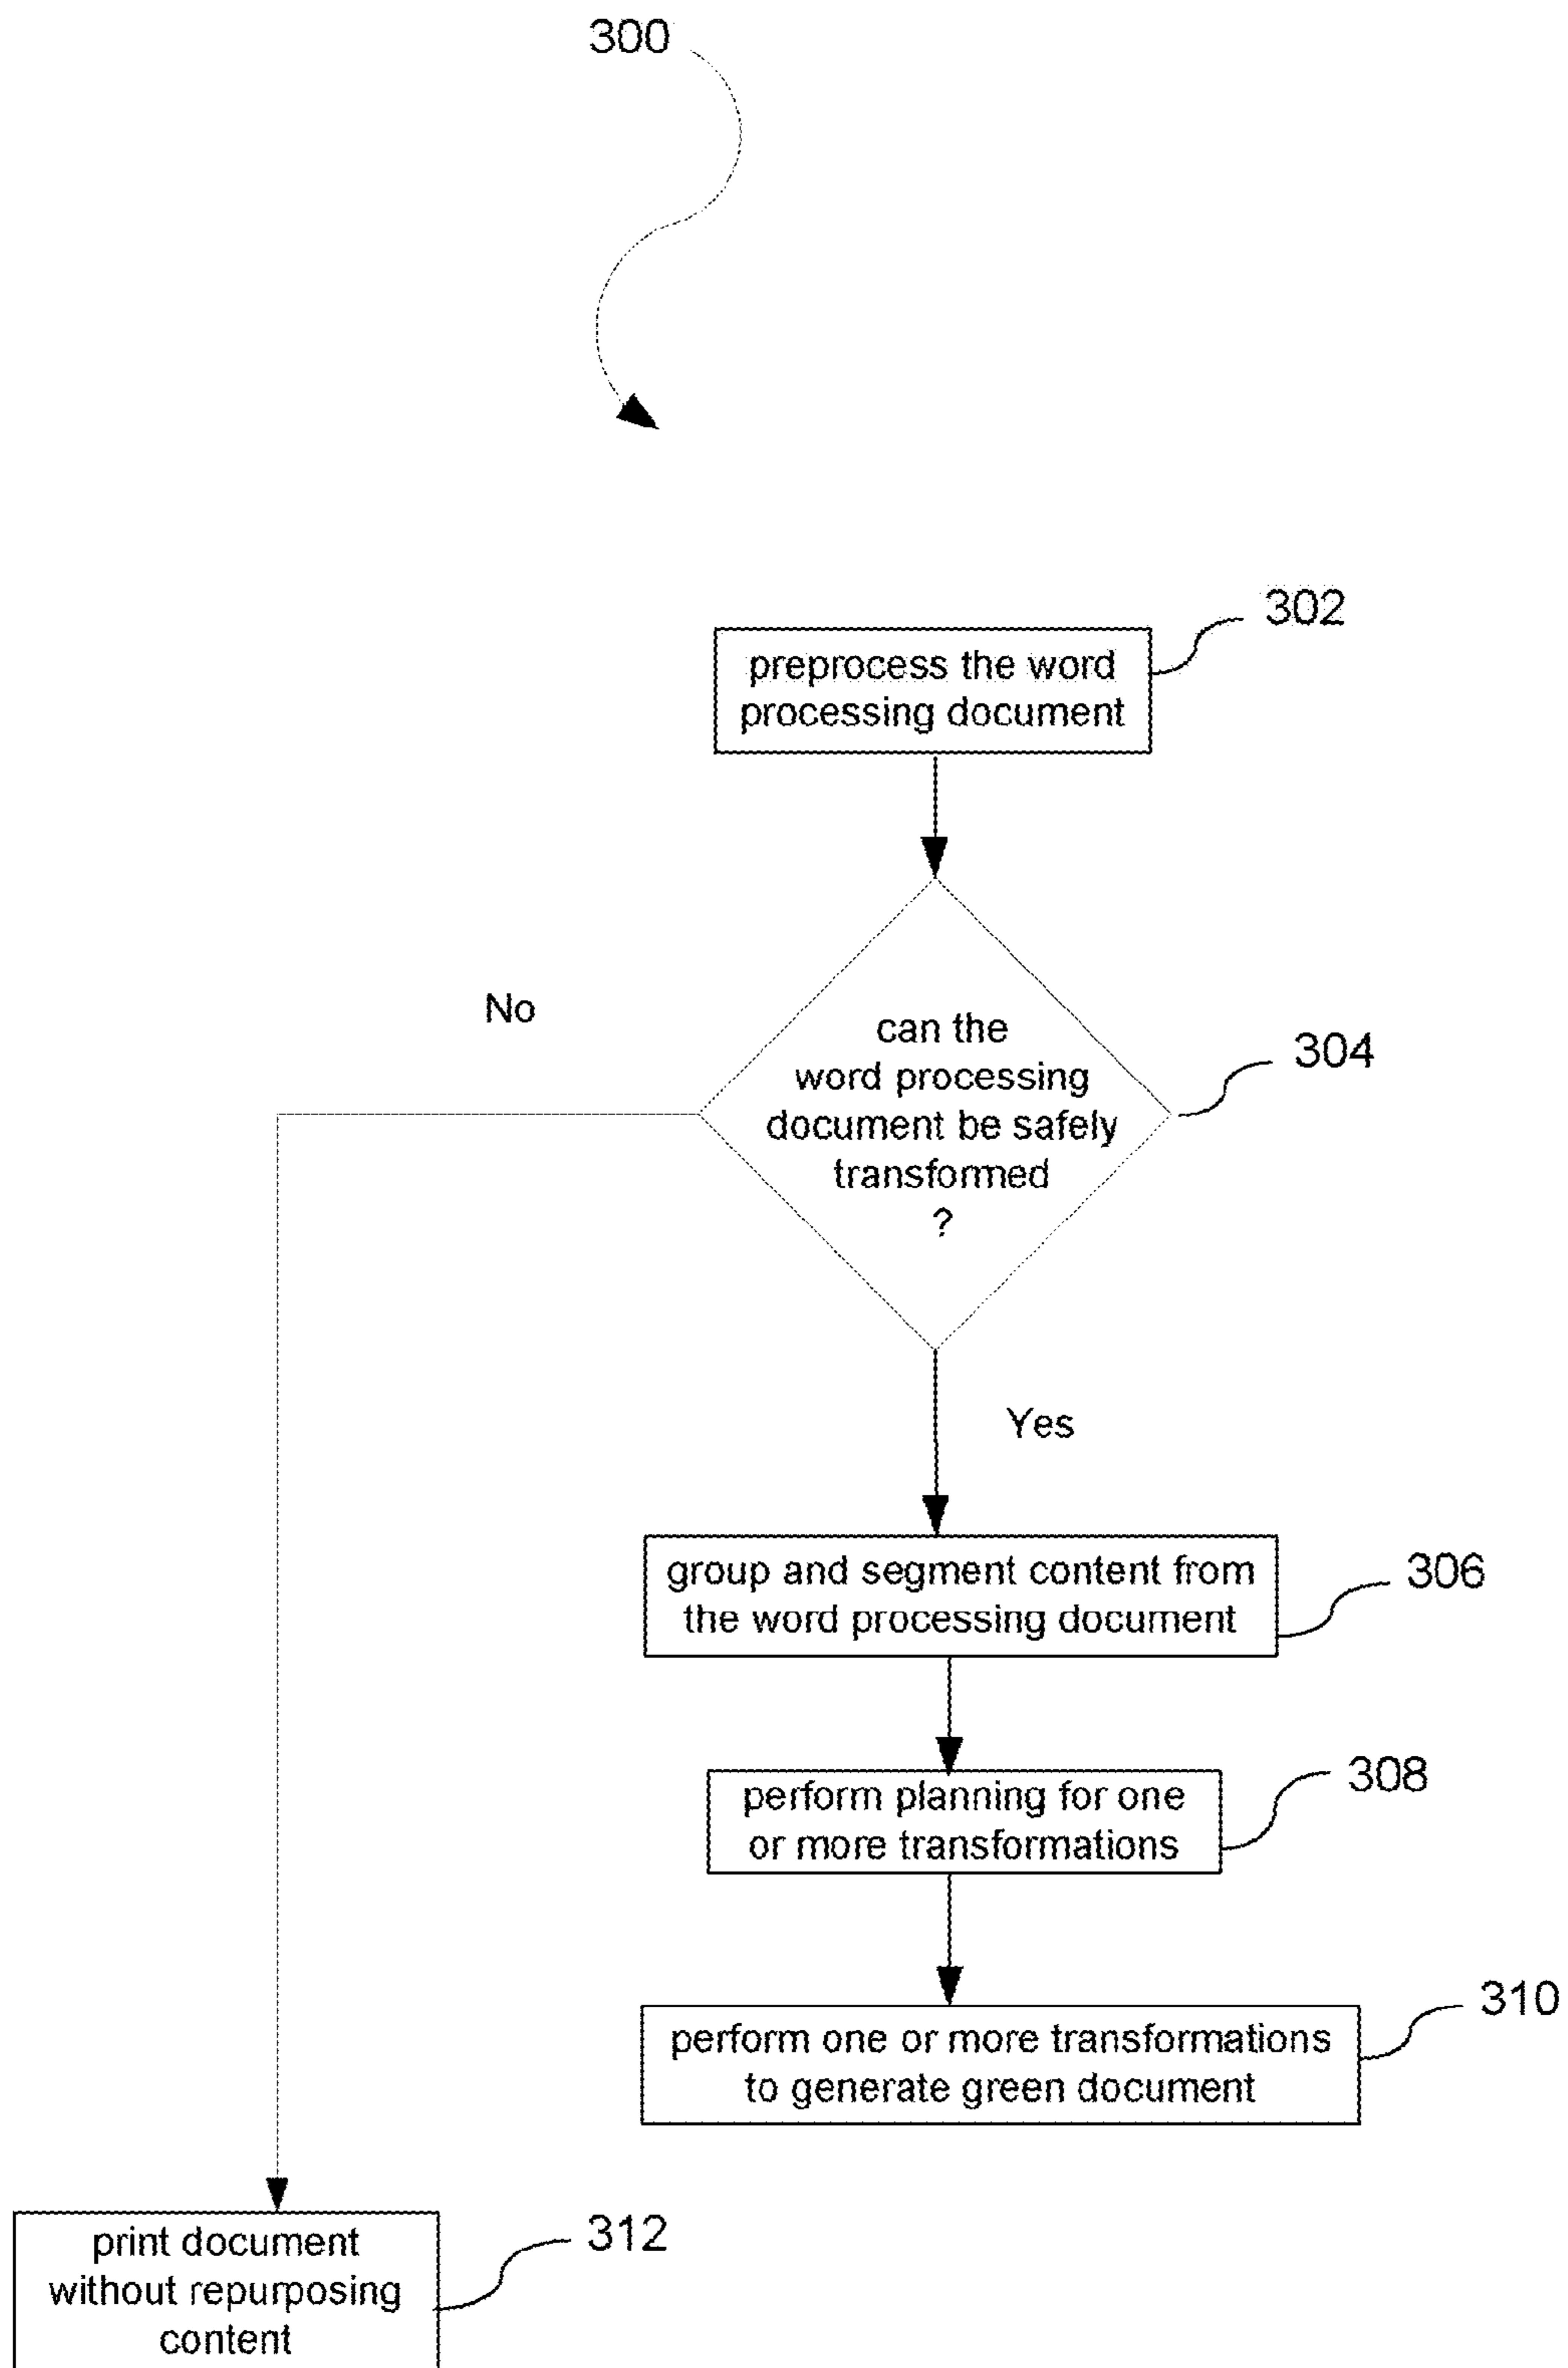 300
302
preprocess the word
processing document
No
can the
word processing
document be safely
transformed
?
304
Yes
group and segment content from
the word processing document
306
perform planning for one
or more transformations
308
perform one or more transformations
to generate green document
310
print document
without repurposing
content
312